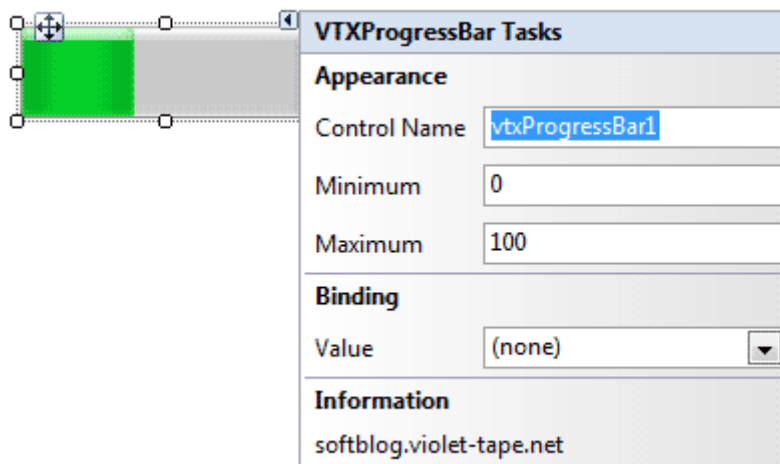 VTXProgressBar Tasks
Appearance
Control Name vtxProgressBar1
Minimum 0
Maximum 100
Binding
Value (none)
Information
softblog.violet-tape.net